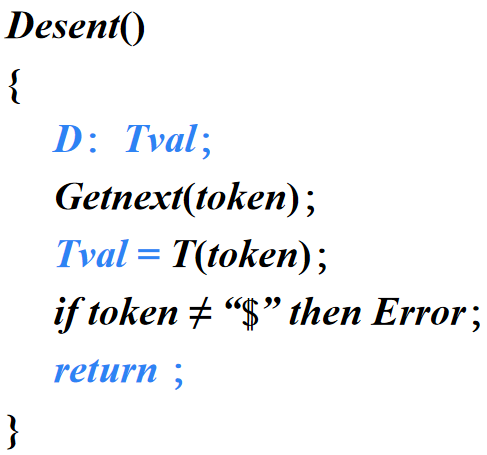 Desent()
{
D: Tval;
Getnext(token);
Tval = T(token);
if token ≠ “$” then Error;
return ;
}